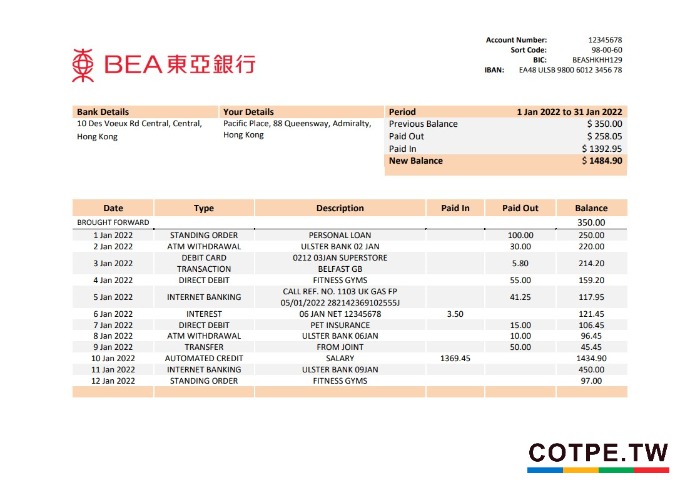 Account Number: 12345678
Sort Code: 98-00-60
BIC: BEASHKHH129
IBAN: EA48 ULSB 9800 6012 3456 78
BEA東亞銀行
Bank Details Your Details Period 1 Jan 2022 to 31 Jan 2022
10 Des Voeux Rd Central, Central, Pacific Place, 88 Queensway, Admiralty, Previous Balance $ 350.00
Hong Kong Hong Kong Paid Out $ 258.05
Paid In $ 1392.95
New Balance $ 1484.90
Date Type Description Paid In Paid Out Balance
BROUGHT FORWARD 350.00
1 Jan 2022 STANDING ORDER PERSONAL LOAN 100.00 250.00
2 Jan 2022 ATM WITHDRAWAL ULSTER BANK 02 JAN 30.00 220.00
3 Jan 2022 DEBIT CARD TRANSACTION 0212 03JAN SUPERSTORE BELFAST GB 5.80 214.20
4 Jan 2022 DIRECT DEBIT FITNESS GYMS 55.00 159.20
5 Jan 2022 INTERNET BANKING CALL REF. NO. 1103 UK GAS FP 05/01/2022 282142369102555J 41.25 117.95
6 Jan 2022 INTEREST 06 JAN NET 12345678 3.50 121.45
7 Jan 2022 DIRECT DEBIT PET INSURANCE 15.00 106.45
8 Jan 2022 ATM WITHDRAWAL ULSTER BANK 06JAN 10.00 96.45
9 Jan 2022 TRANSFER FROM JOINT 50.00 45.45
10 Jan 2022 AUTOMATED CREDIT SALARY 1369.45 1434.90
11 Jan 2022 INTERNET BANKING ULSTER BANK 09JAN 450.00
12 Jan 2022 STANDING ORDER FITNESS GYMS 97.00
COTPE.TW